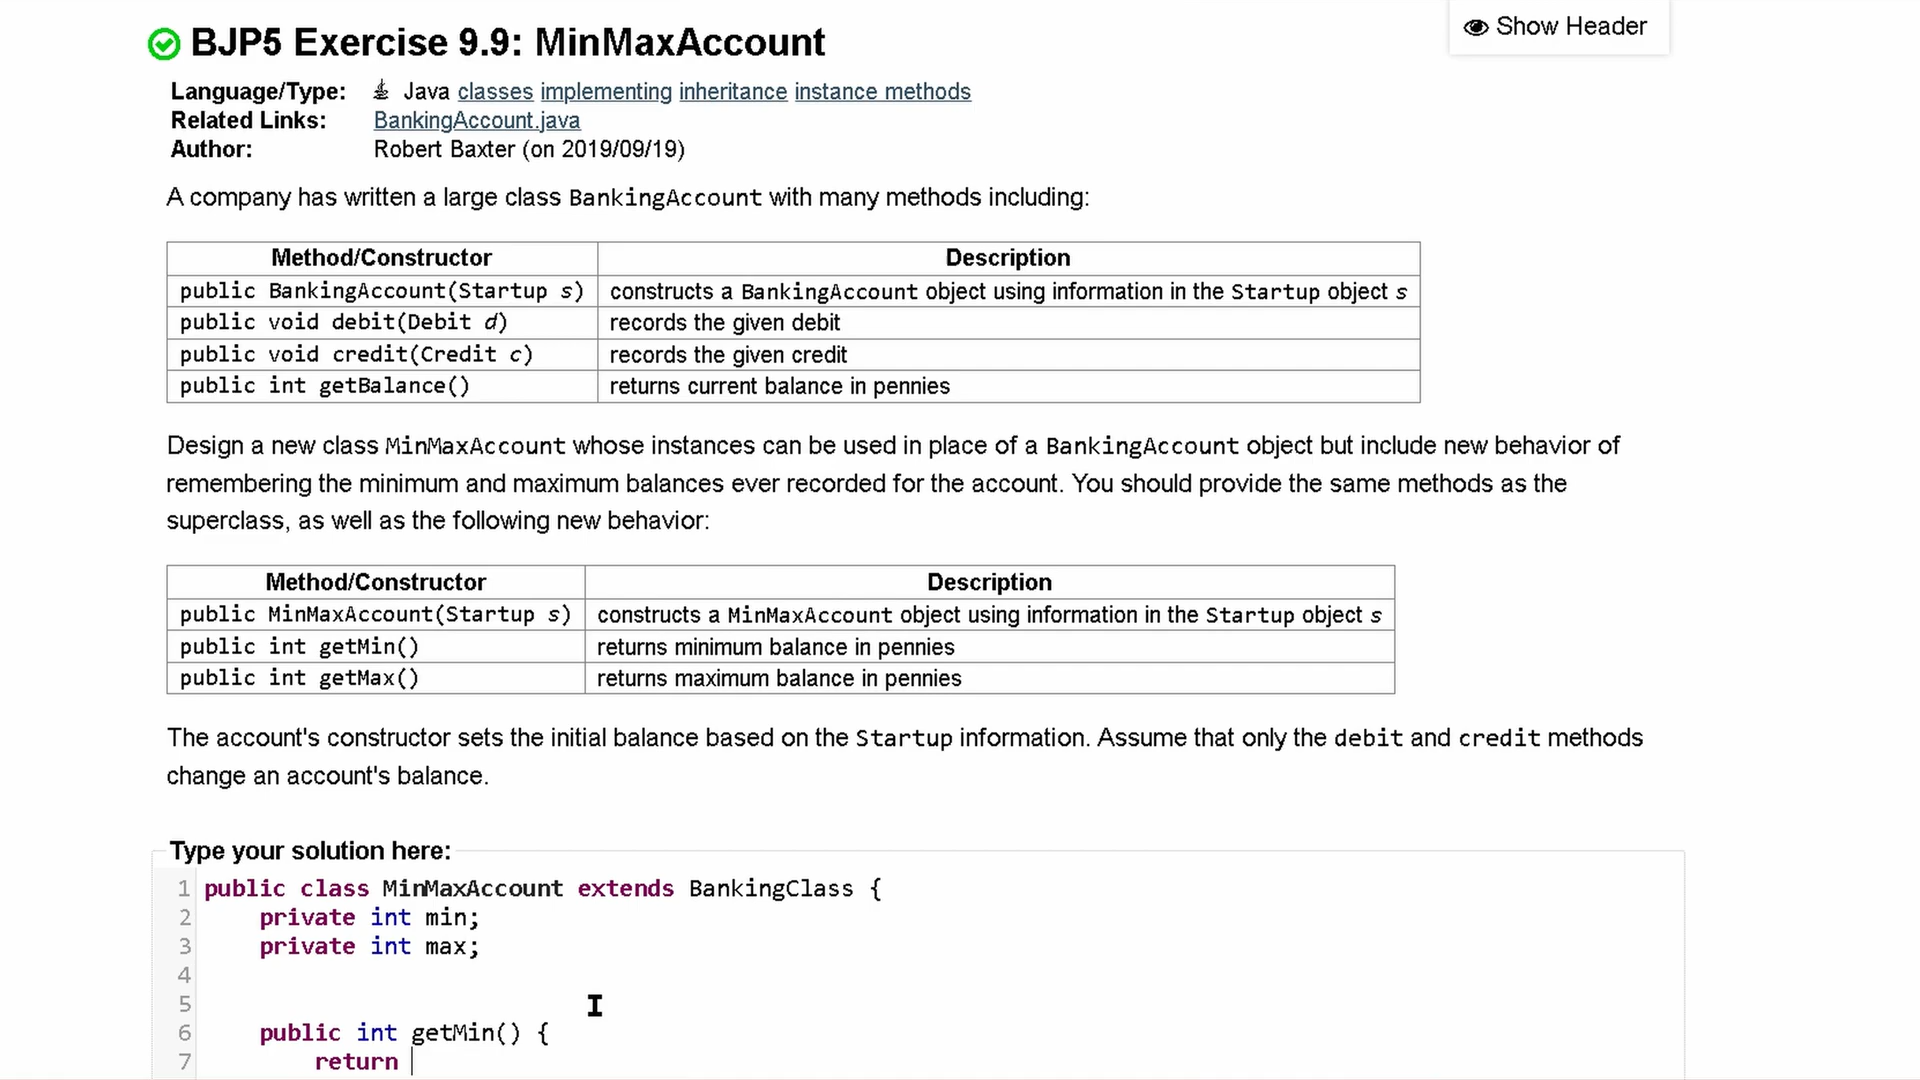 Show Header
BJP5 Exercise 9.9: MinMaxAccount
Language/Type: Java classes implementing inheritance instance methods
Related Links: BankingAccount.java
Author: Robert Baxter (on 2019/09/19)
A company has written a large class BankingAccount with many methods including:
Method/Constructor Description
public BankingAccount(Startup s) constructs a BankingAccount object using information in the Startup object s
public void debit(Debit d) records the given debit
public void credit(Credit c) records the given credit
public int getBalance() returns current balance in pennies
Design a new class MinMaxAccount whose instances can be used in place of a BankingAccount object but include new behavior of
remembering the minimum and maximum balances ever recorded for the account. You should provide the same methods as the
superclass, as well as the following new behavior:
Method/Constructor Description
public MinMaxAccount(Startup s) constructs a MinMaxAccount object using information in the Startup object s
public int getMin() returns minimum balance in pennies
public int getMax() returns maximum balance in pennies
The account's constructor sets the initial balance based on the Startup information. Assume that only the debit and credit methods
change an account's balance.
Type your solution here:
1 public class MinMaxAccount extends BankingClass {
2 private int min;
3 private int max;
4
5
6 public int getMin() {
7 return